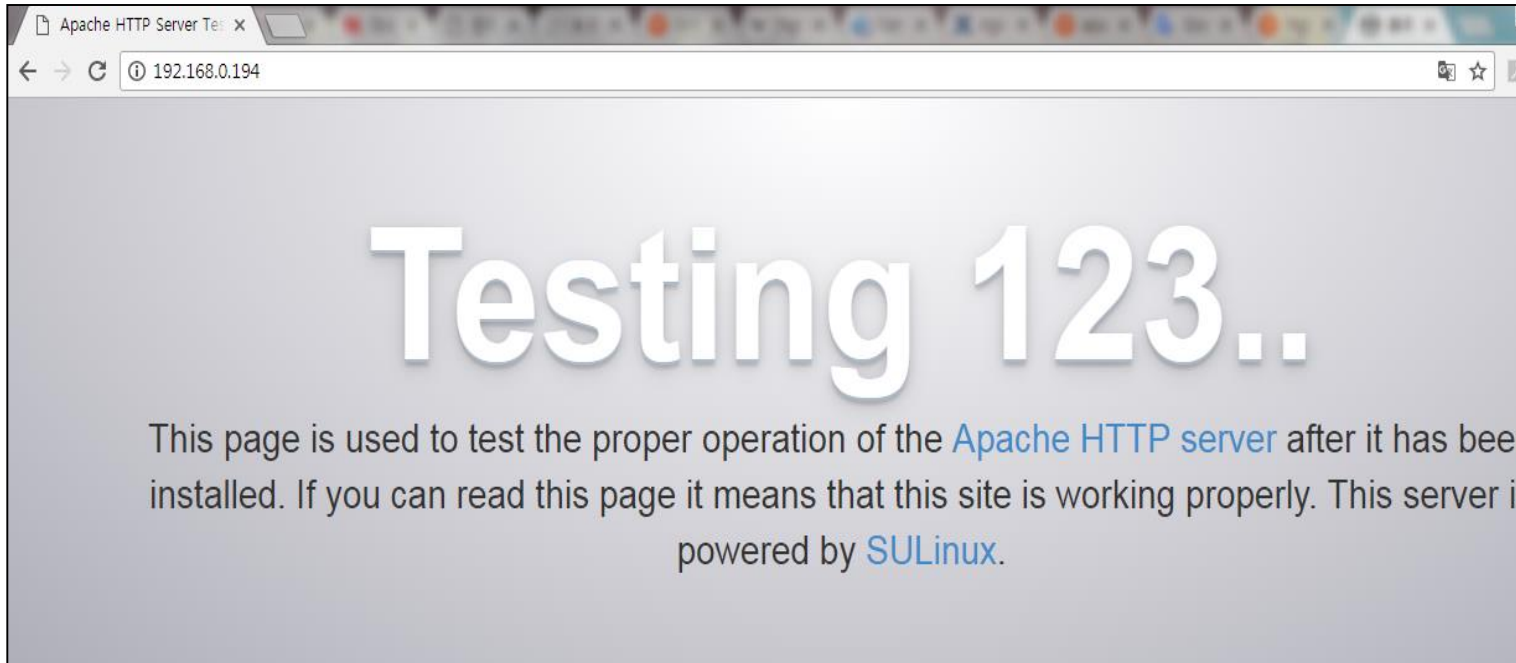 Apache HTTP Server Tes
192.168.0.194
Testing 123..
This page is used to test the proper operation of the Apache HTTP server after it has bee
installed. If you can read this page it means that this site is working properly. This server i
powered by SULinux.